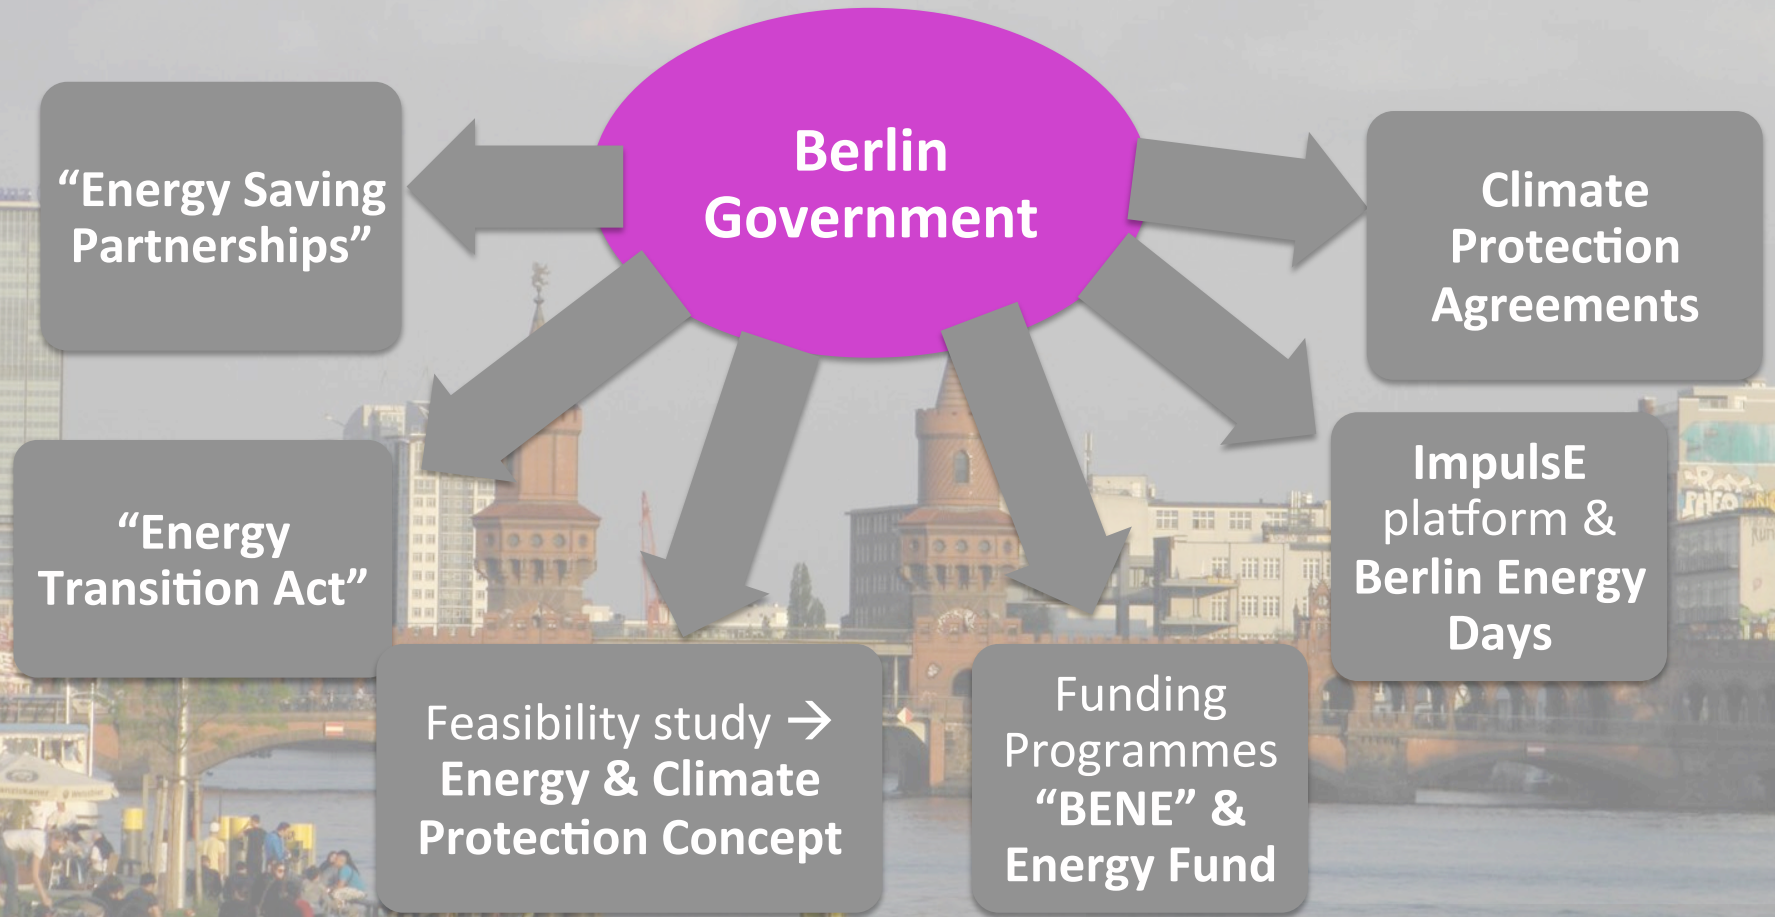 Berlin
Government
“Energy Saving
Partnerships”
Climate
Protection
Agreements
“Energy
Transition Act”
ImpulsE
platform &
Berlin Energy
Days
Feasibility study →
Energy & Climate
Protection Concept
Funding
Programmes
“BENE” &
Energy Fund